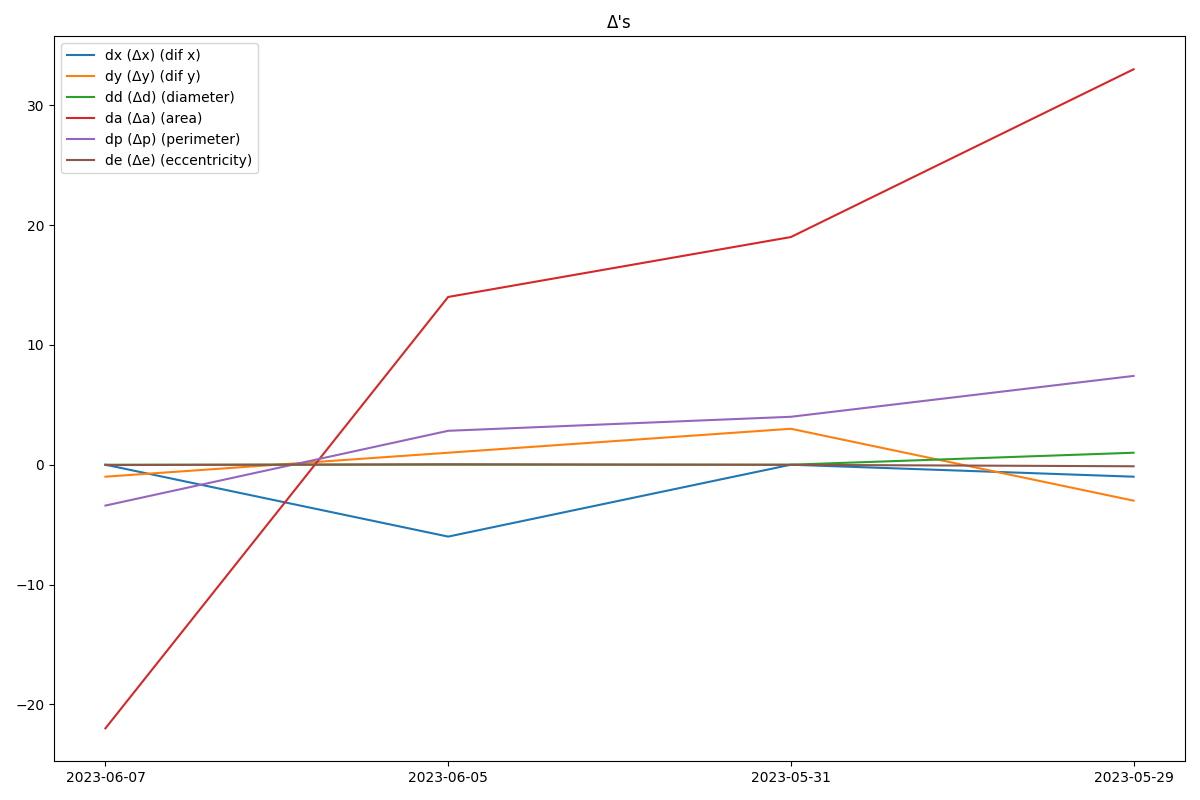 Δ's
dx (Δx) (dif x)
dy (Δy) (dif y)
dd (Δd) (diameter)
da (Δa) (area)
dp (Δp) (perimeter)
de (Δe) (eccentricity)
30
20
10
0
−10
−20
2023-06-07 2023-06-05 2023-05-31 2023-05-29